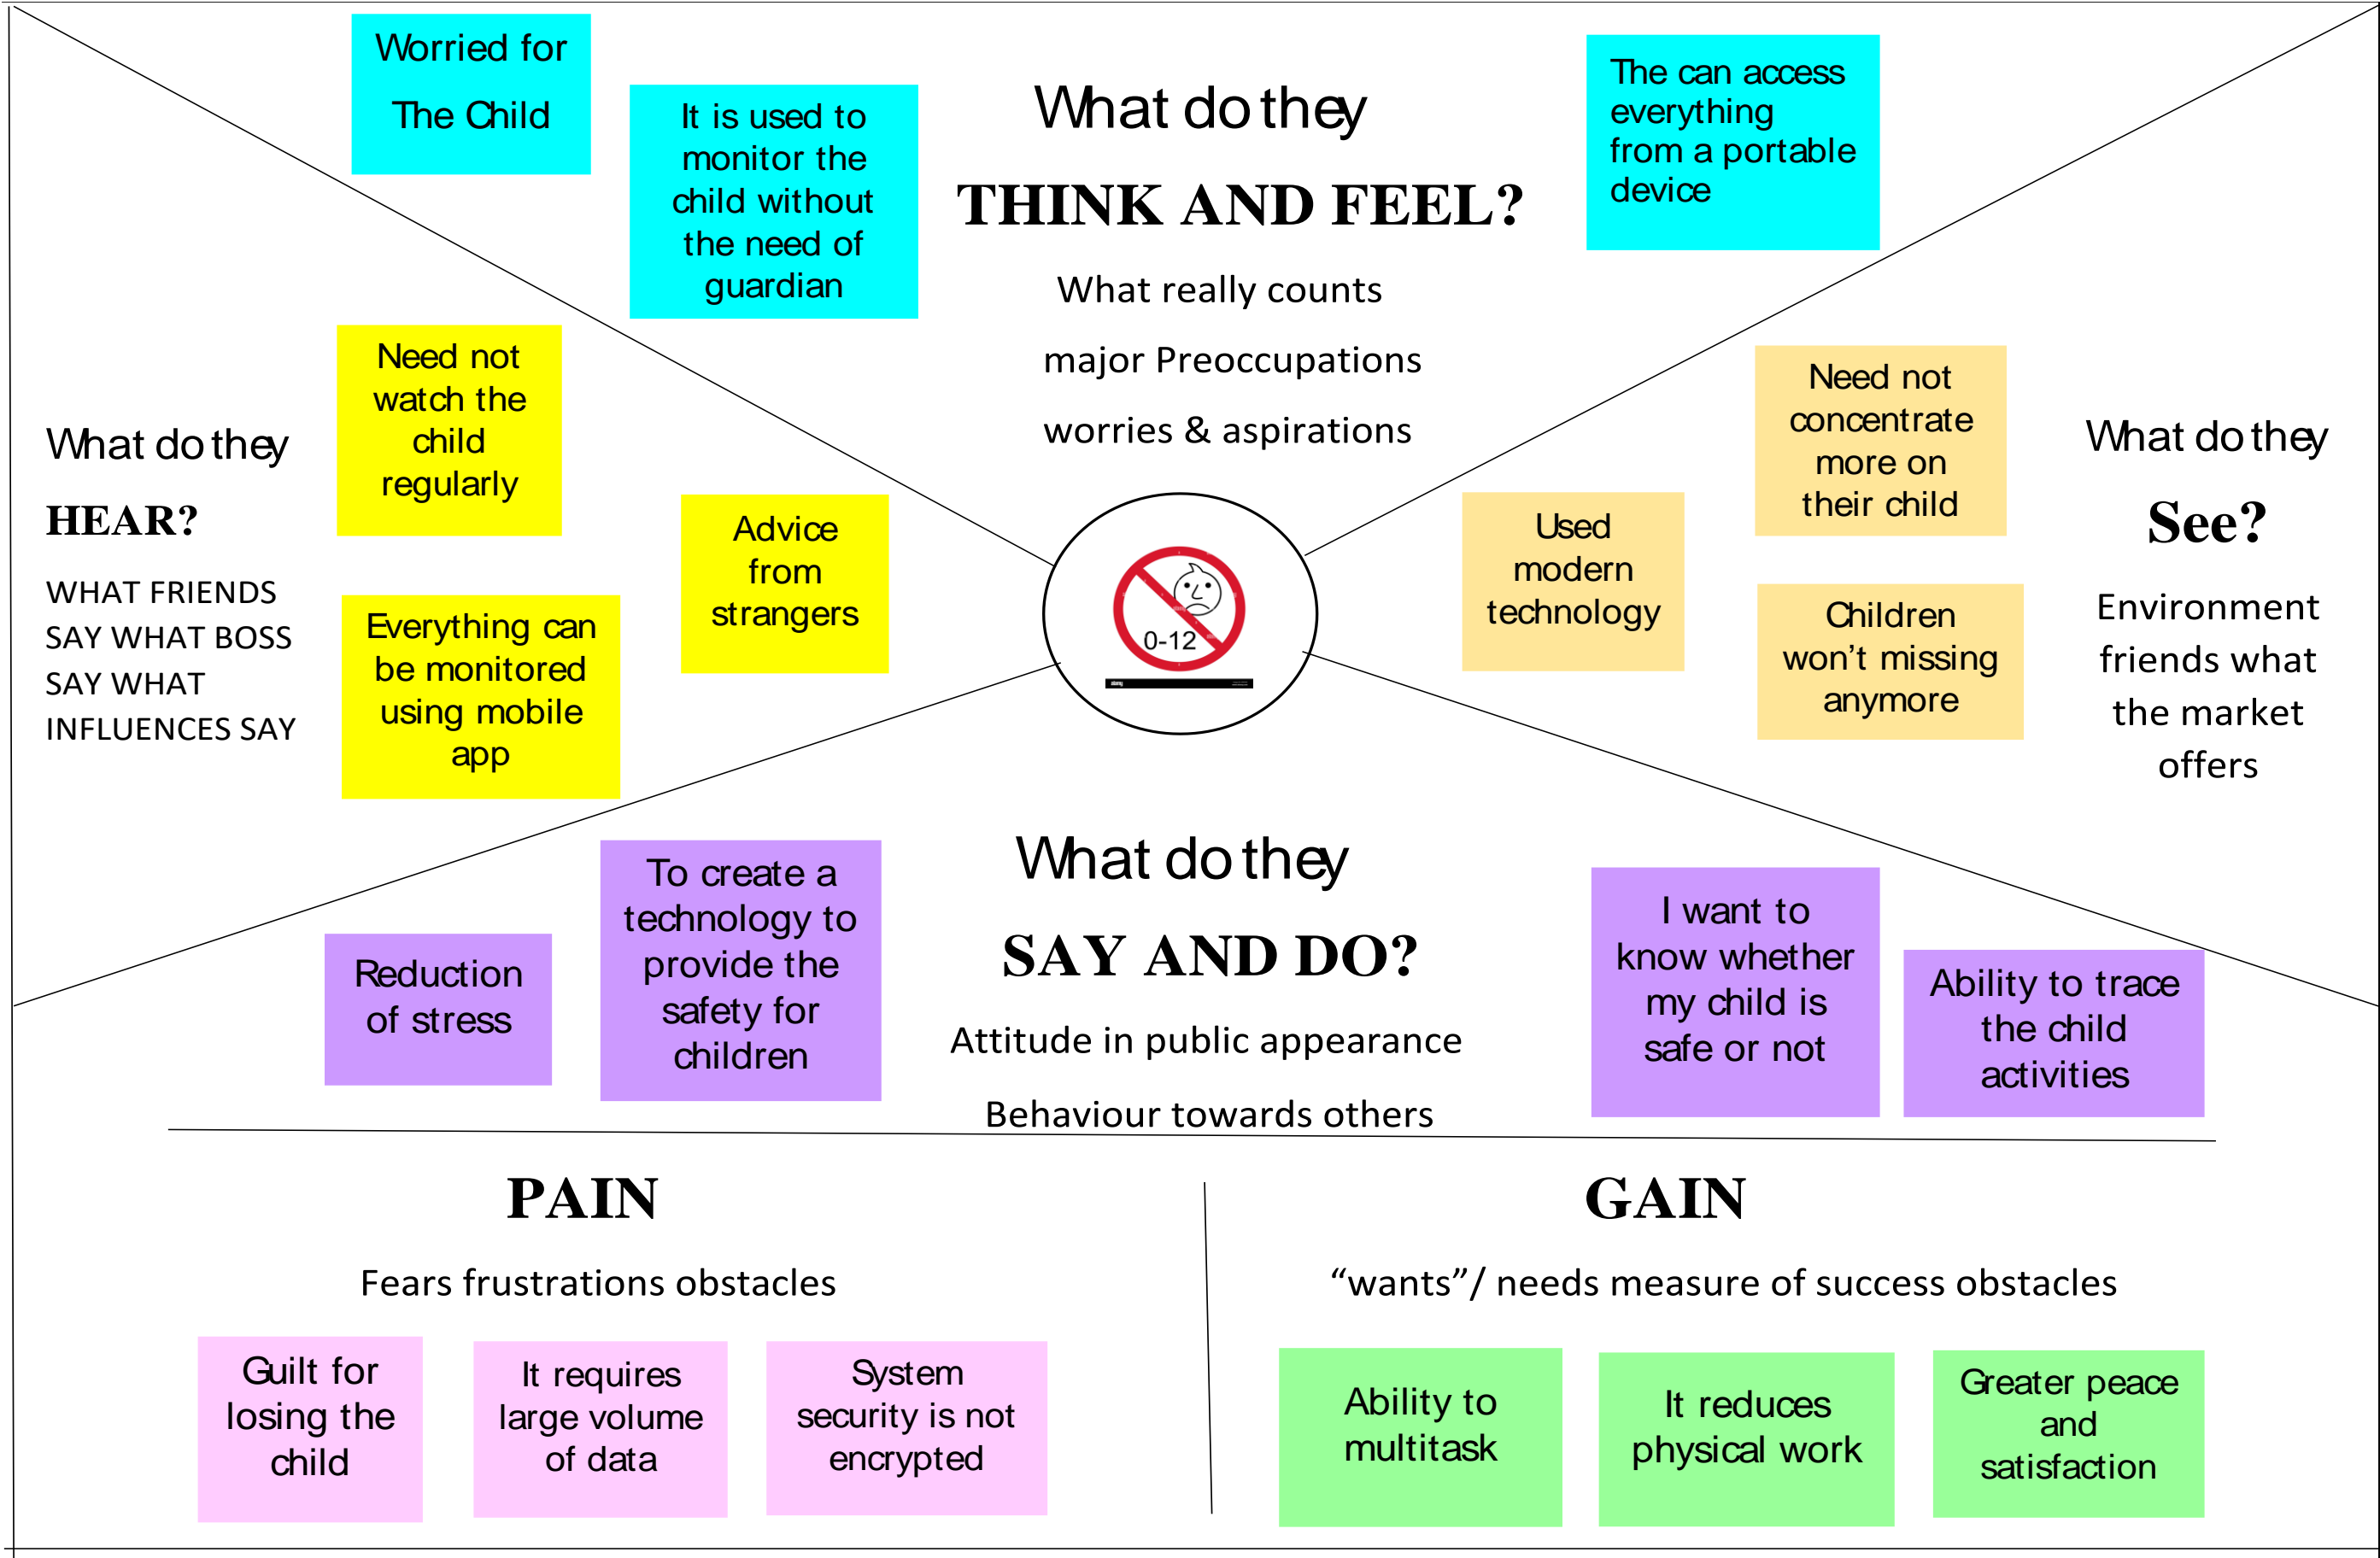 Worried for
The Child
It is used to
monitor the
child without
the need of
guardian
What do they
THINK AND FEEL?
What really counts
major Preoccupations
worries & aspirations
The can access
everything
from a portable
device
What do they
HEAR?
WHAT FRIENDS
SAY WHAT BOSS
SAY WHAT
INFLUENCES SAY
Need not
watch the
child
regularly
Everything can
be monitored
using mobile
app
Advice
from
strangers
0-12
Used
modern
technology
Need not
concentrate
more on
their child
Children
won’t missing
anymore
What do they
See?
Environment
friends what
the market
offers
Reduction
of stress
To create a
technology to
provide the
safety for
children
What do they
SAY AND DO?
Attitude in public appearance
Behaviour towards others
I want to
know whether
my child is
safe or not
Ability to trace
the child
activities
PAIN
Fears frustrations obstacles
Guilt for
losing the
child
It requires
large volume
of data
System
security is not
encrypted
GAIN
“wants”/ needs measure of success obstacles
Ability to
multitask
It reduces
physical work
Greater peace
and
satisfaction